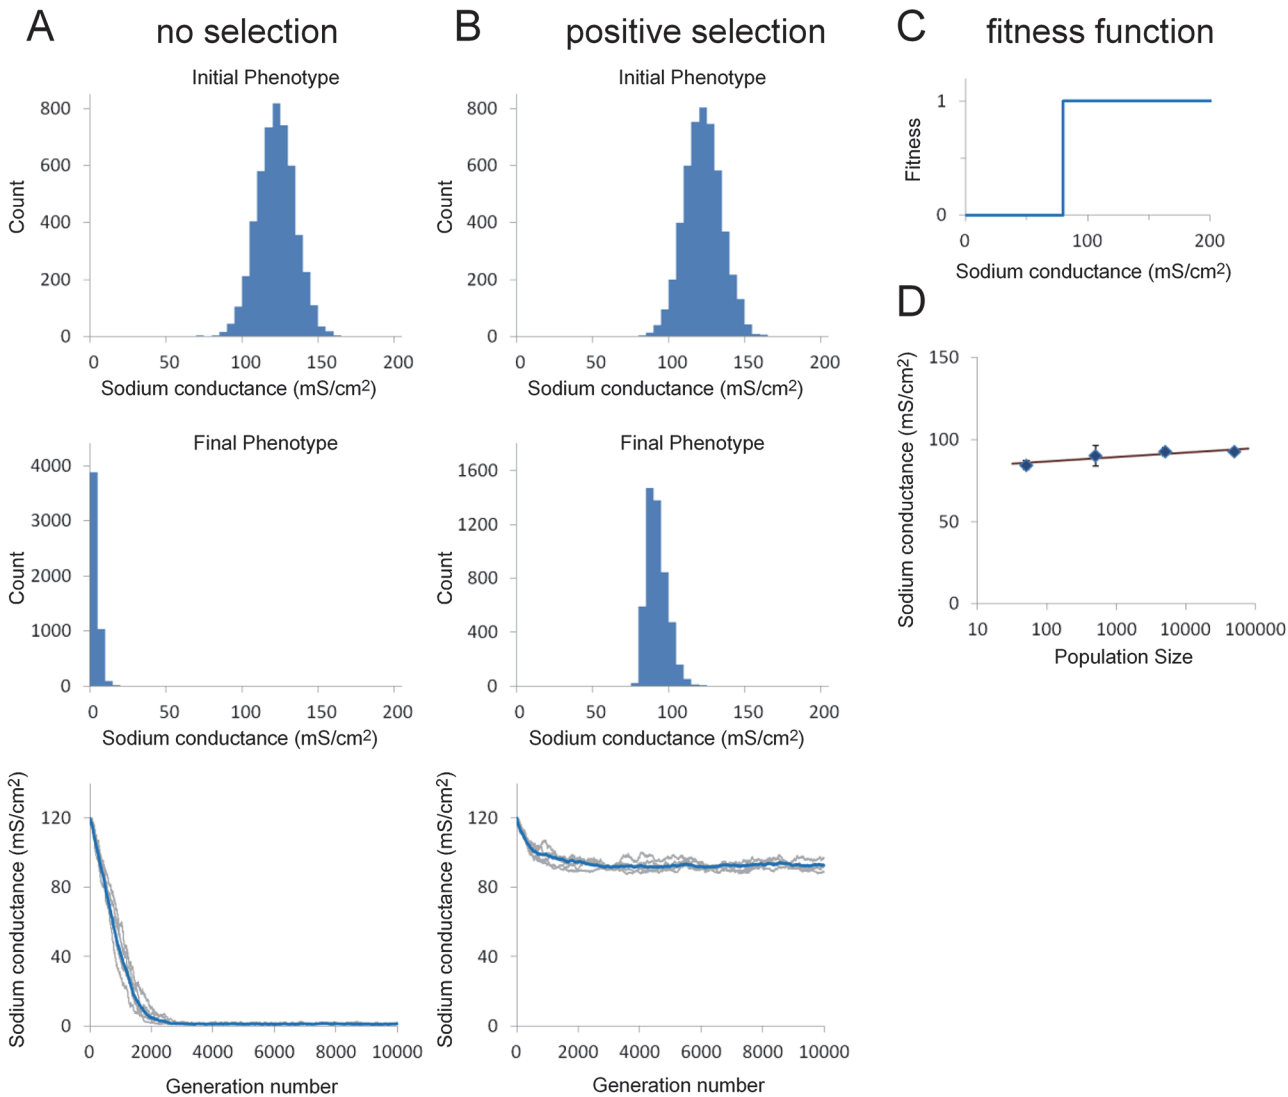 A no selection
Initial Phenotype
800
600
400
200
0
Count
0 50 100 150 200
Sodium conductance (mS/cm2)
Final Phenotype
4000
3000
2000
1000
0
Count
0 50 100 150 200
Sodium conductance (mS/cm2)
120
80
40
0
Sodium conductance (mS/cm2)
0 2000 4000 6000 8000 10000
Generation number
B positive selection
Initial Phenotype
800
600
400
200
0
Count
0 50 100 150 200
Sodium conductance (mS/cm2)
Final Phenotype
1600
1200
800
400
0
Count
0 50 100 150 200
Sodium conductance (mS/cm2)
120
80
40
0
Sodium conductance (mS/cm2)
0 2000 4000 6000 8000 10000
Generation number
C fitness function
1
0
Fitness
0 100 200
Sodium conductance (mS/cm2)
D
150
100
50
0
Sodium conductance (mS/cm2)
10 100 1000 10000 100000
Population Size